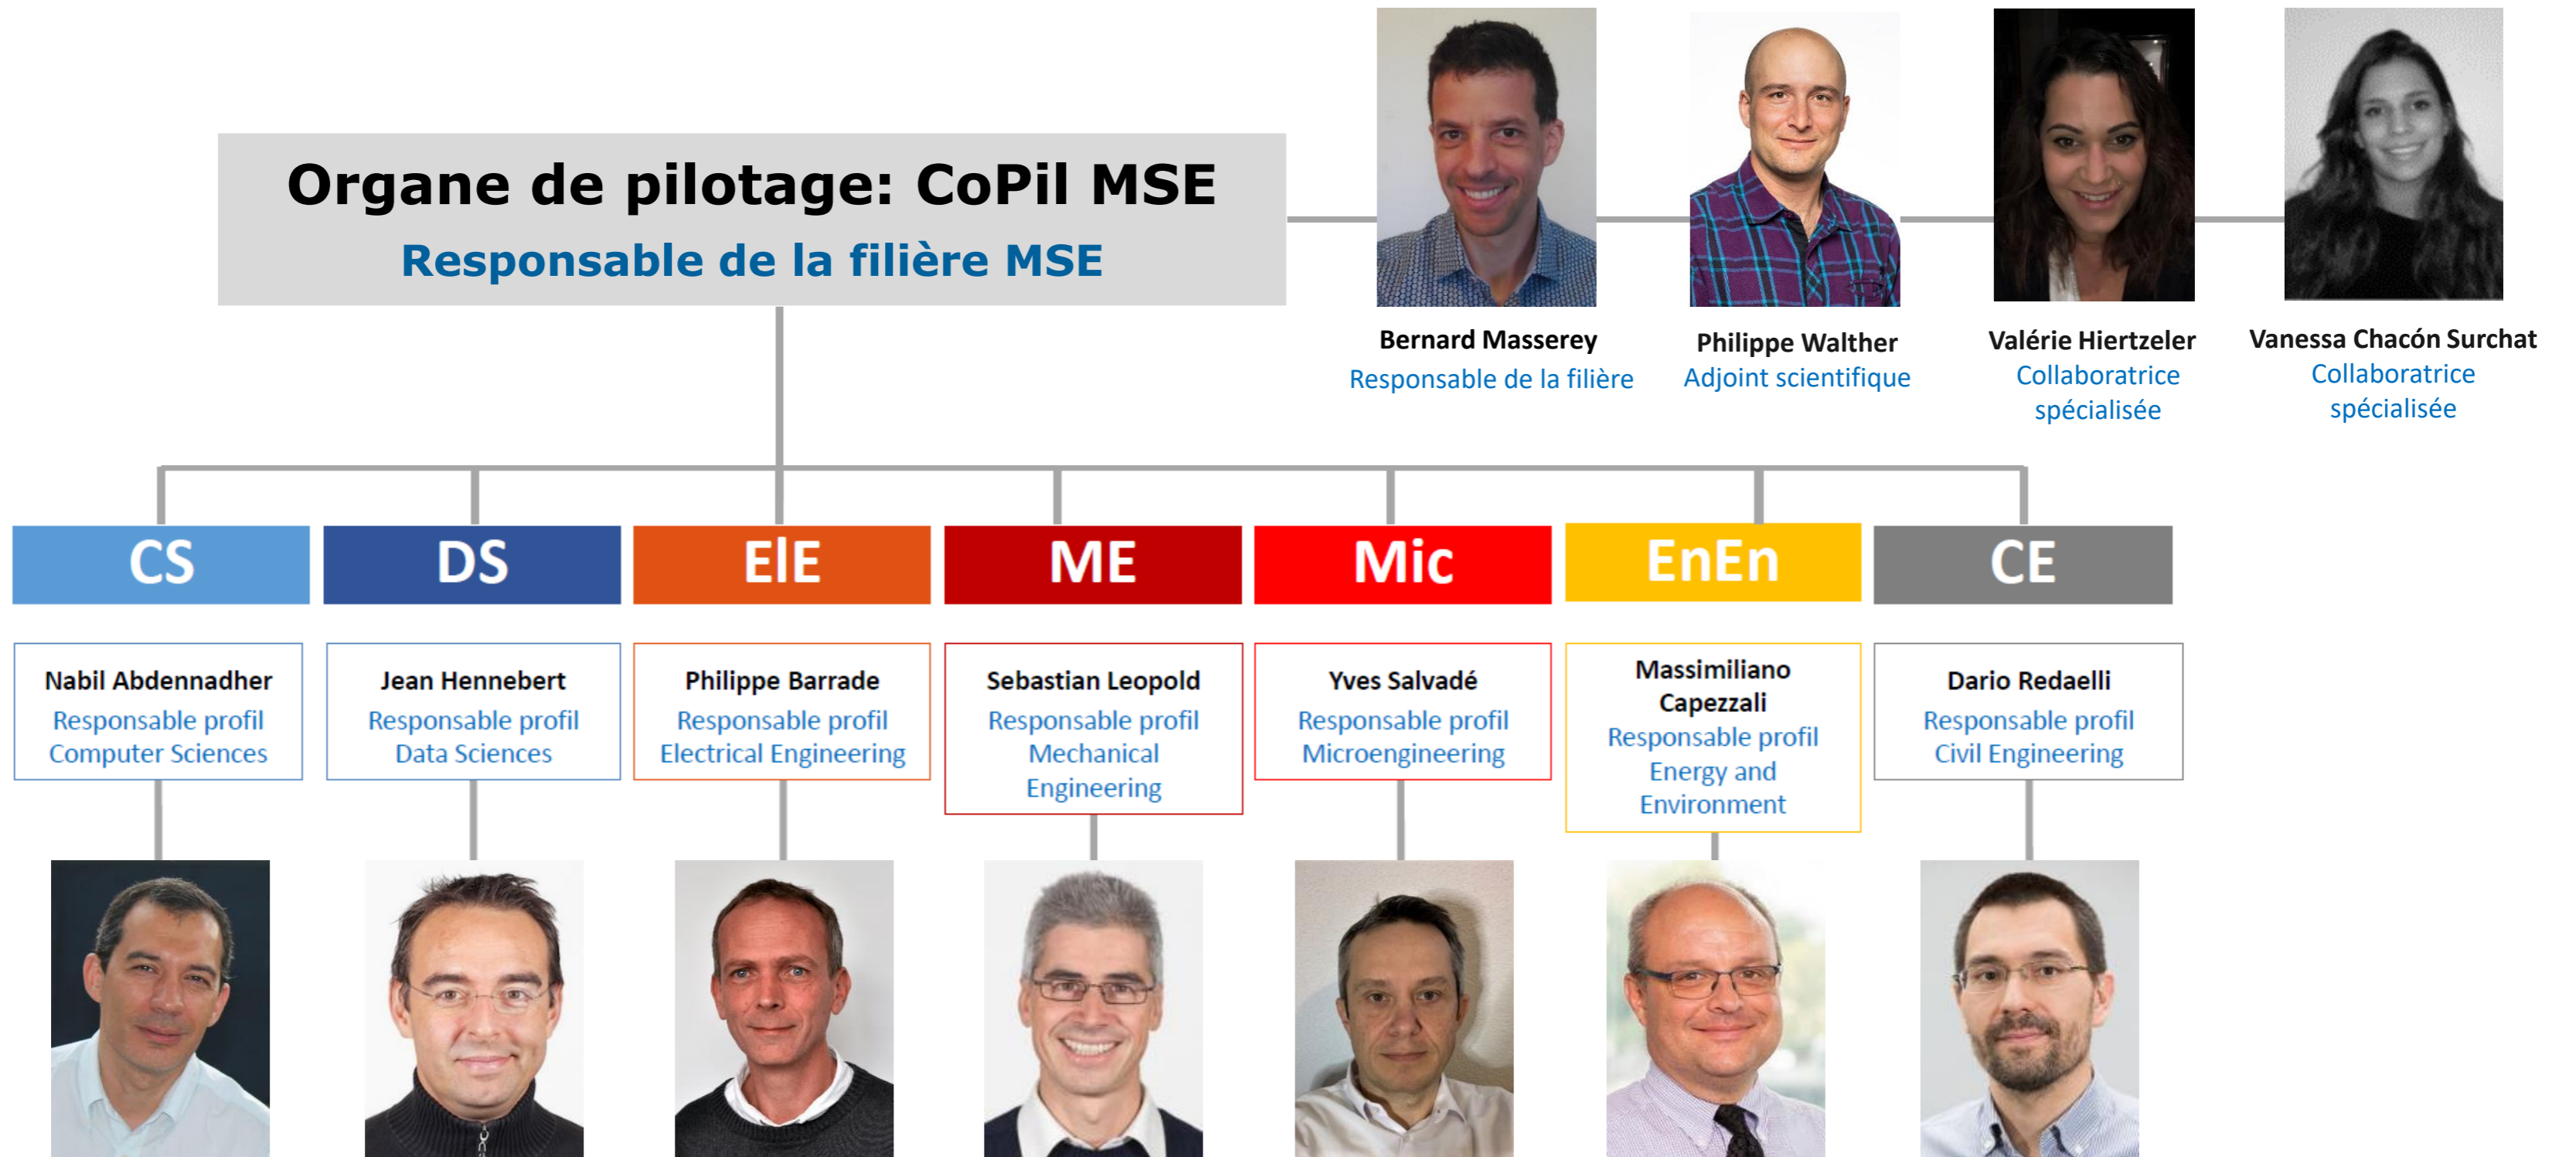 Organe de pilotage: CoPil MSE
Responsable de la filière MSE
Bernard Masserey
Responsable de la filière
Philippe Walther
Adjoint scientifique
Valérie Hiertzeler
Collaboratrice
spécialisée
Vanessa Chacón Surchat
Collaboratrice
spécialisée
CS
DS
ElE
ME
Mic
EnEn
CE
Nabil Abdennadher
Responsable profil
Computer Sciences
Jean Hennebert
Responsable profil
Data Sciences
Philippe Barrade
Responsable profil
Electrical Engineering
Sebastian Leopold
Responsable profil
Mechanical
Engineering
Yves Salvadé
Responsable profil
Microengineering
Massimiliano
Capezzali
Responsable profil
Energy and
Environment
Dario Redaelli
Responsable profil
Civil Engineering